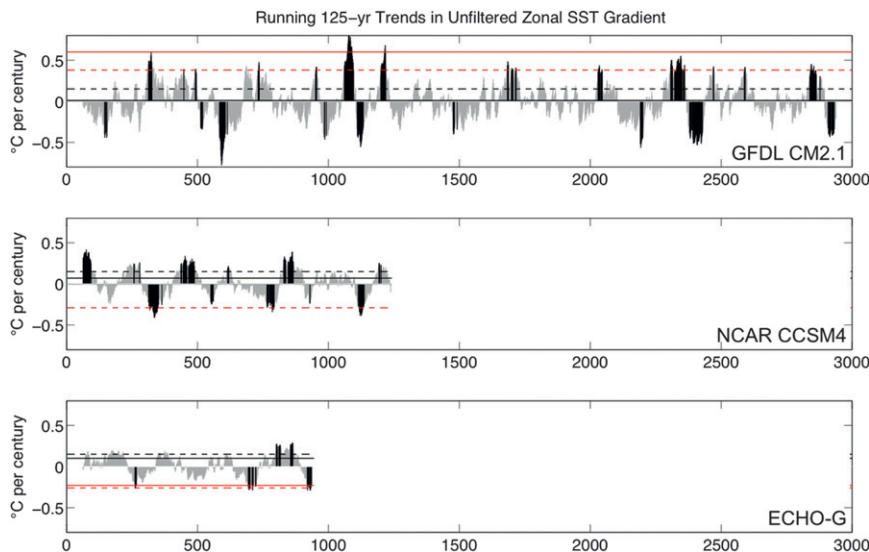 Running 125-yr Trends in Unfiltered Zonal SST Gradient
°C per century
0.5
0
−0.5
GFDL CM2.1
0 500 1000 1500 2000 2500 3000
°C per century
0.5
0
−0.5
NCAR CCSM4
0 500 1000 1500 2000 2500 3000
°C per century
0.5
0
−0.5
ECHO-G
0 500 1000 1500 2000 2500 3000